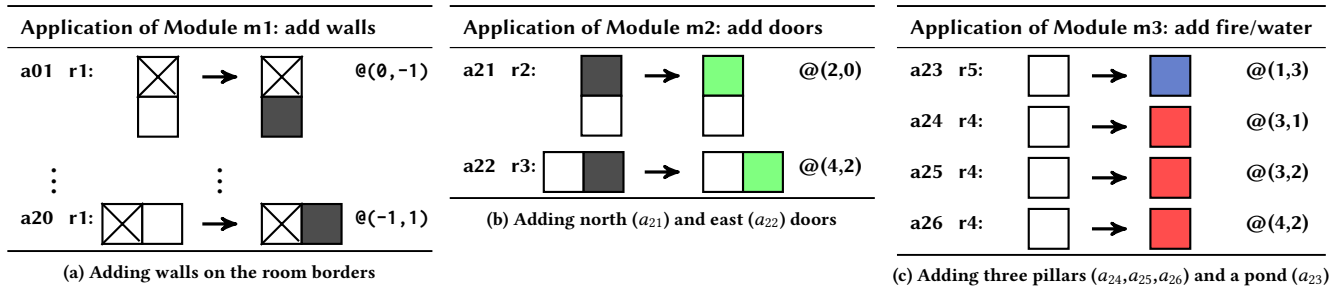 Application of Module m1: add walls
a01 r1: @(0,-1)
⋮ ⋮
a20 r1: @(-1,1)
(a) Adding walls on the room borders
Application of Module m2: add doors
a21 r2: @(2,0)
a22 r3: @(4,2)
(b) Adding north (a21) and east (a22) doors
Application of Module m3: add fire/water
a23 r5: @(1,3)
a24 r4: @(3,1)
a25 r4: @(3,2)
a26 r4: @(4,2)
(c) Adding three pillars (a24,a25,a26) and a pond (a23)